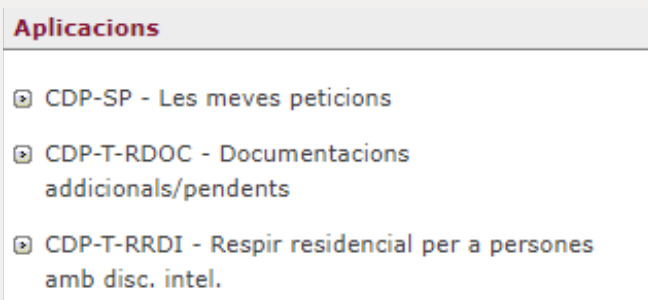 Aplicacions
CDP-SP - Les meves peticions
CDP-T-RDOC - Documentacions
addicionals/pendents
CDP-T-RRDI - Respir residencial per a persones
amb disc. intel.